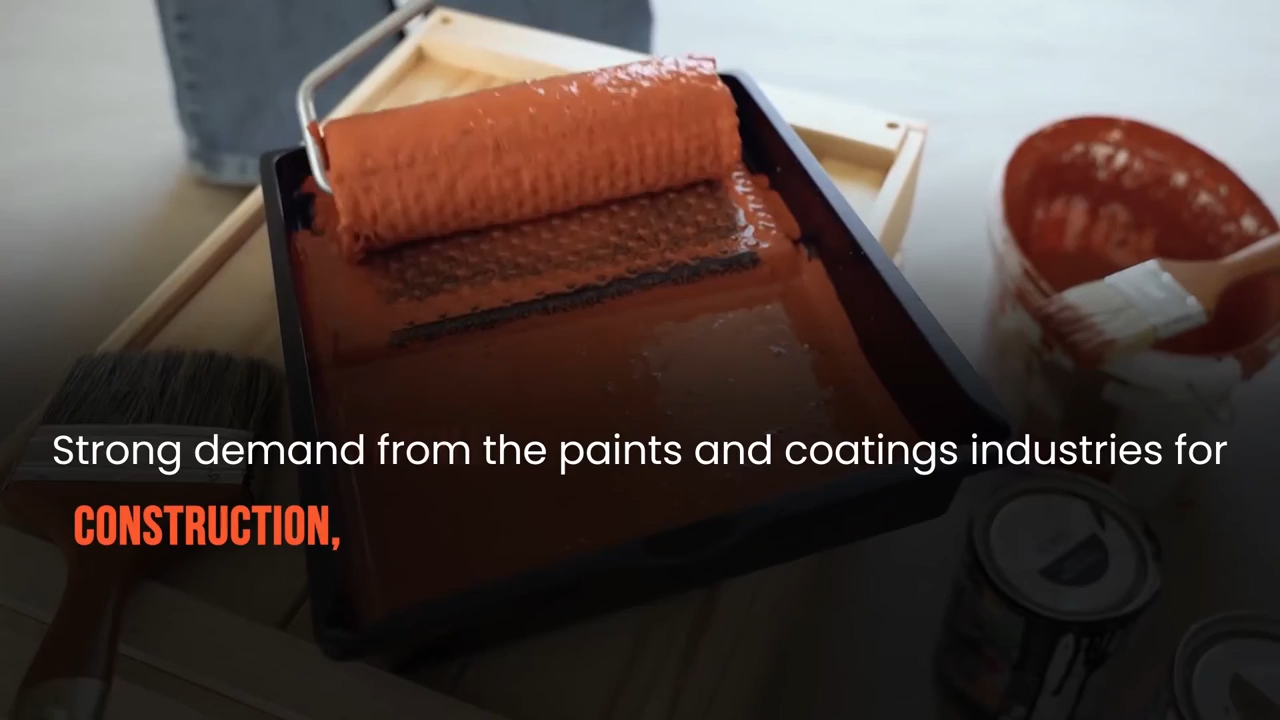 Strong demand from the paints and coatings industries for
CONSTRUCTION,